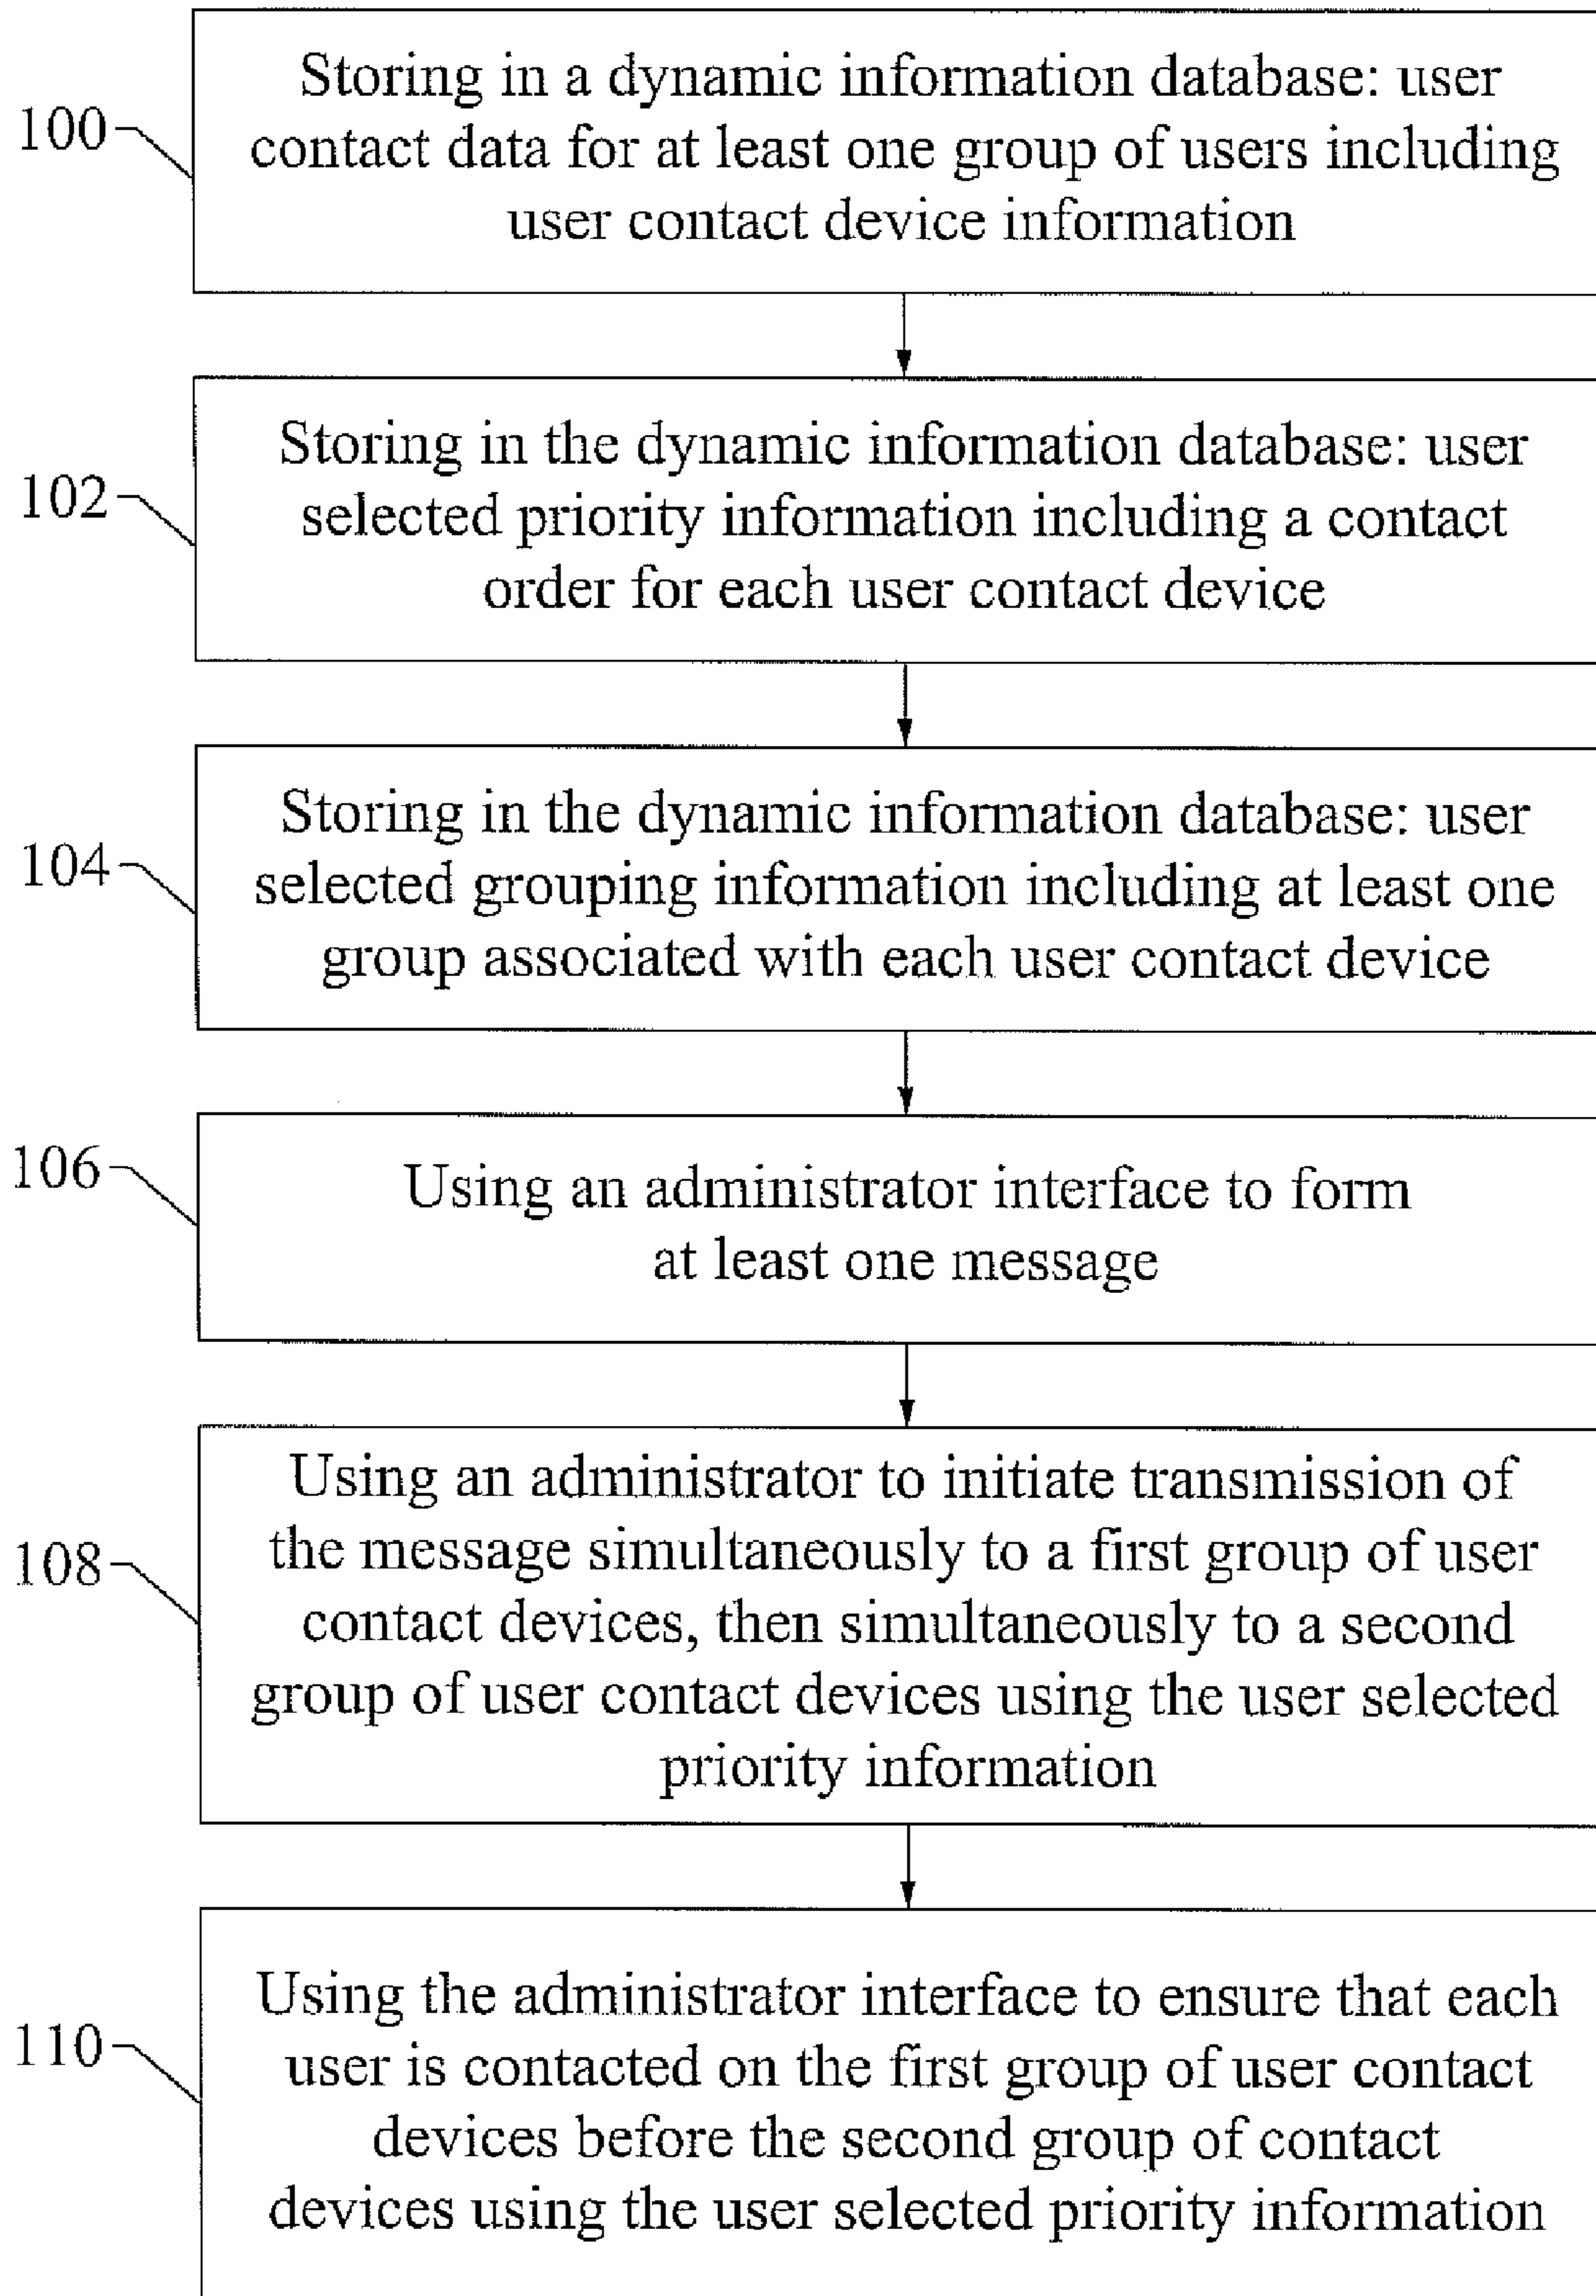 Storing in a dynamic information database: user
100
contact data for at least one group of users including
user contact device information
Storing in the dynamic information database: user
102
selected priority information including a contact
order for each user contact device
Storing in the dynamic information database: user
104
selected grouping information including at least one
group associated with each user contact device
106
Using an administrator interface to form
at least one message
Using an administrator to initiate transmission of
the message simultaneously to a first group of user
108
contact devices, then simultaneously to a second
group of user contact devices using the user selected
priority information
Using the administrator interface to ensure that each
110
user is contacted on the first group of user contact
devices before the second group of contact
devices using the user selected priority information